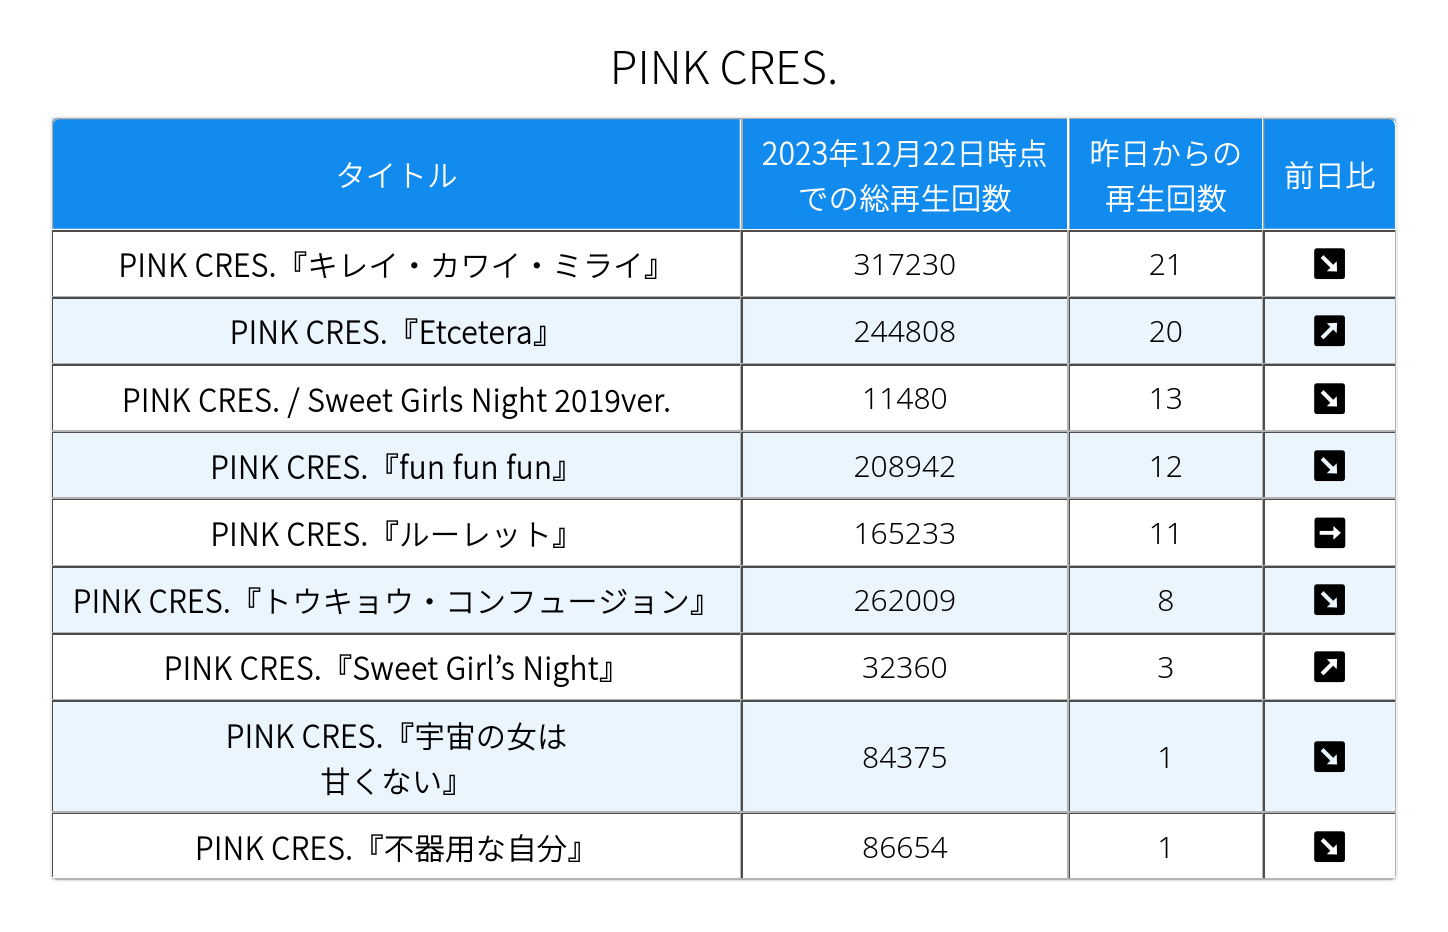 PINK CRES.
タイトル
2023年12月22日時点
での総再生回数
昨日からの
再生回数
前日比
PINK CRES.『キレイ・カワイ・ミライ』 317230 21 ↘
PINK CRES.『Etcetera』 244808 20 ↗
PINK CRES. / Sweet Girls Night 2019ver. 11480 13 ↘
PINK CRES.『fun fun fun』 208942 12 ↘
PINK CRES.『ルーレット』 165233 11 →
PINK CRES.『トウキョウ・コンフュージョン』 262009 8 ↘
PINK CRES.『Sweet Girl’s Night』 32360 3 ↗
PINK CRES.『宇宙の女は
甘くない』 84375 1 ↘
PINK CRES.『不器用な自分』 86654 1 ↘